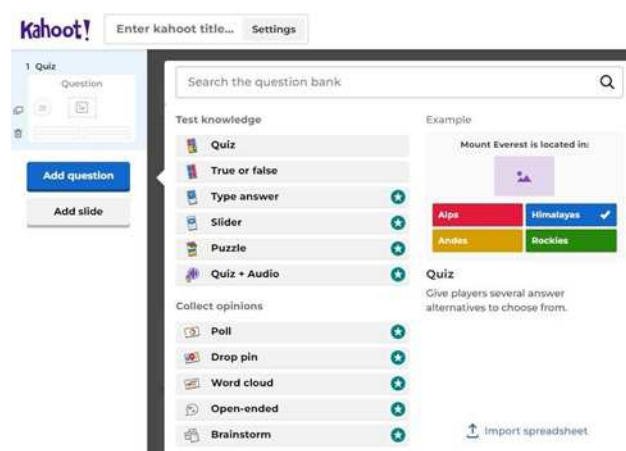 Kahoot!
Enter kahoot title...
Settings
1 Quiz
Question
Add question
Add slide
Search the question bank
Test knowledge
Quiz
True or false
Type answer
Slider
Puzzle
Quiz + Audio
Collect opinions
Poll
Drop pin
Word cloud
Open-ended
Brainstorm
Example
Mount Everest is located in:
Alps
Himalayas
Andes
Rockies
Quiz
Give players several answer
alternatives to choose from.
Import spreadsheet